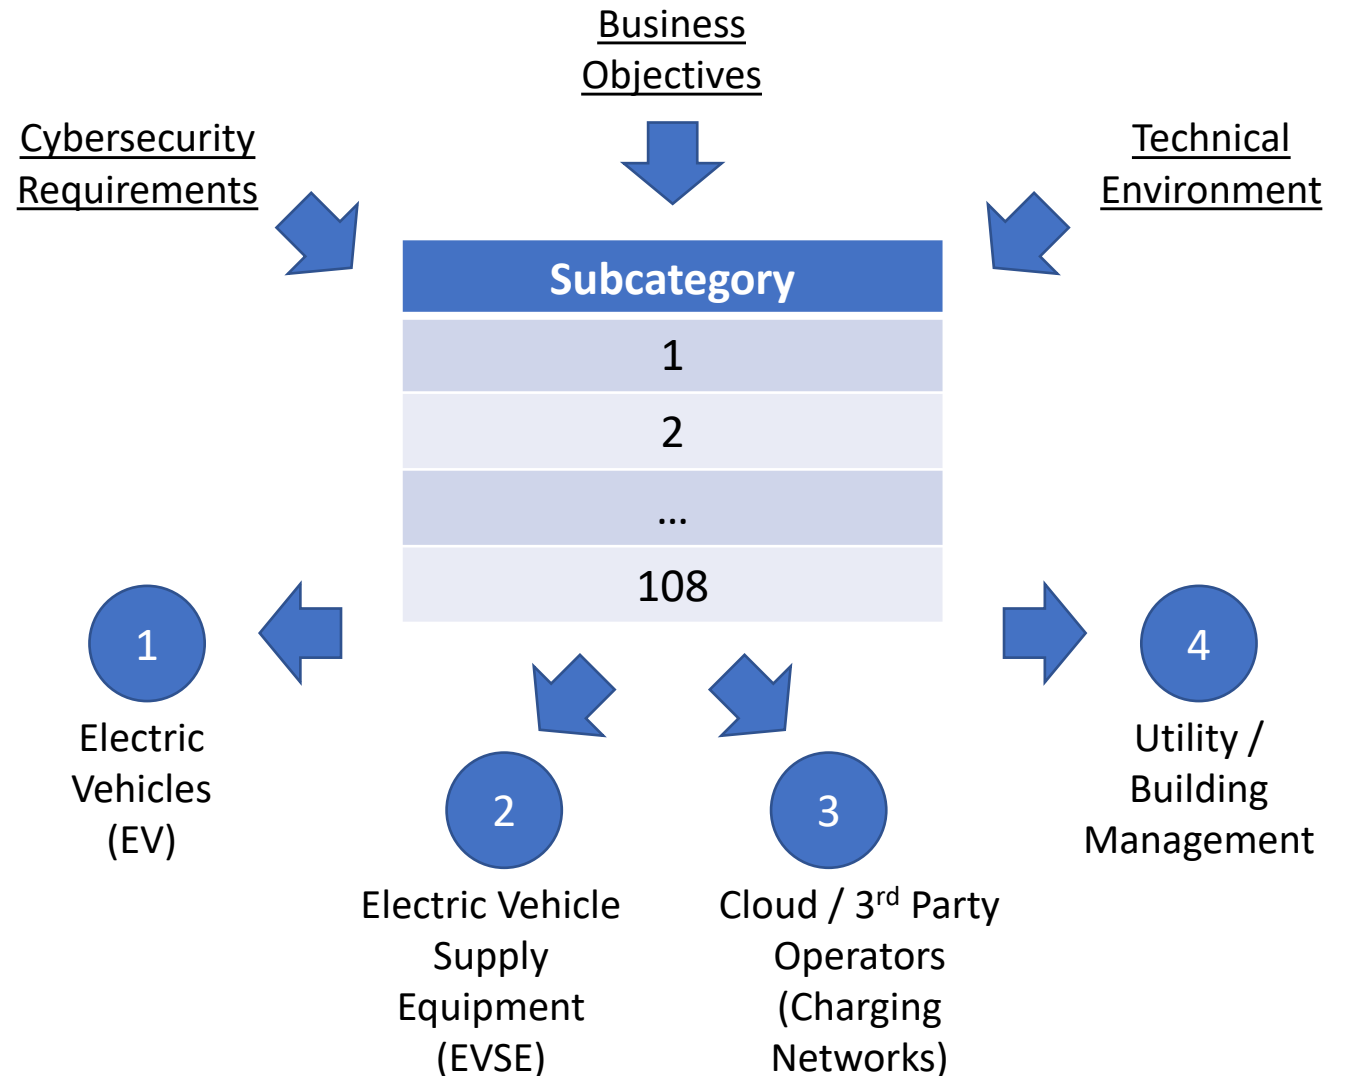 Business
Objectives
Cybersecurity
Requirements
Technical
Environment
Subcategory
1
2
...
108
1
Electric
Vehicles
(EV)
2
Electric Vehicle
Supply
Equipment
(EVSE)
3
Cloud / 3rd Party
Operators
(Charging
Networks)
4
Utility /
Building
Management